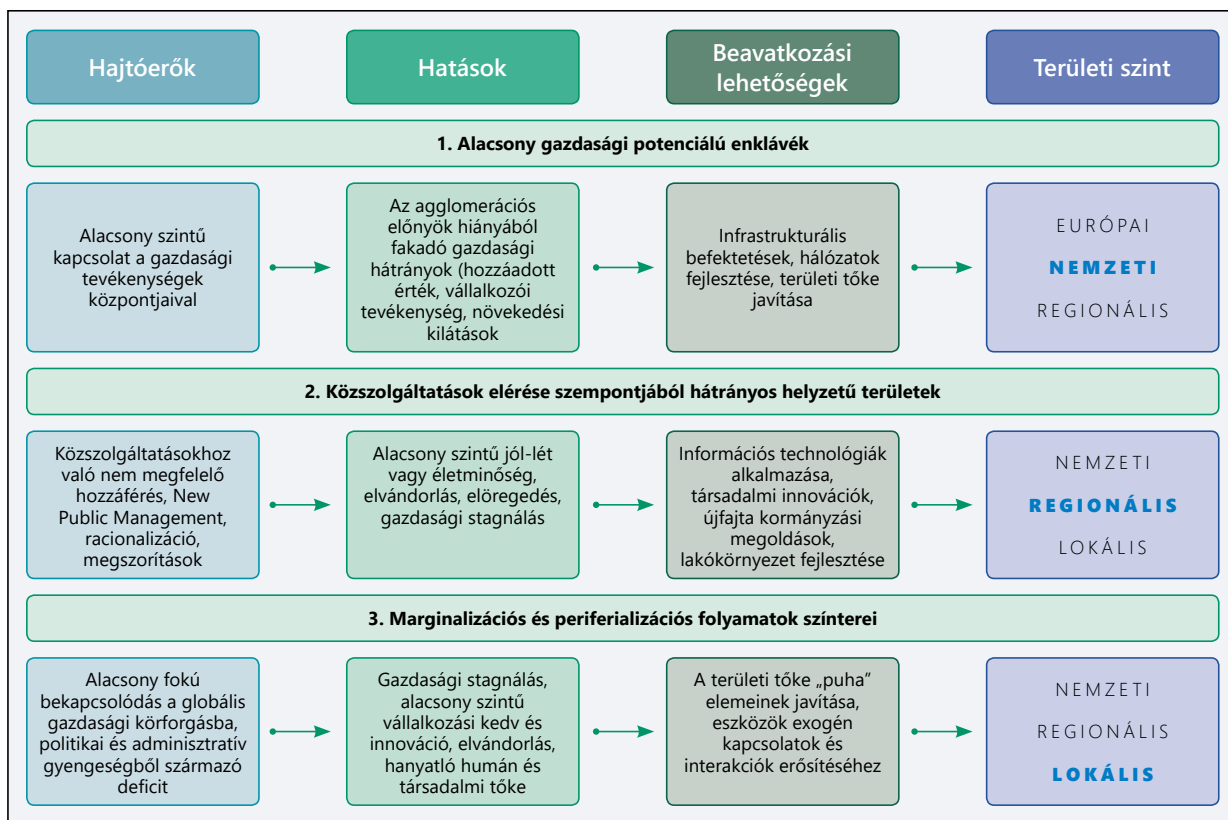 Hajtóerők
Hatások
Beavatkozási
lehetőségek
Területi szint
1. Alacsony gazdasági potenciálú enklávék
Alacsony szintű
kapcsolat a gazdasági
tevékenységek
központjaival
Az agglomerációs
előnyök hiányából
fakadó gazdasági
hátrányok (hozzáadott
érték, vállalkozói
tevékenység, növekedési
kilátások
Infrastrukturális
befektetések, hálózatok
fejlesztése, területi tőke
javítása
EURÓPAI
NEMZETI
REGIONÁLIS
2. Közszolgáltatások elérése szempontjából hátrányos helyzetű területek
Közszolgáltatásokhoz
való nem megfelelő
hozzáférés, New
Public Management,
racionalizáció,
megszorítások
Alacsony szintű jól-lét
vagy életminőség,
elvándorlás, elöregedés,
gazdasági stagnálás
Információs technológiák
alkalmazása,
társadalmi innovációk,
újfajta kormányzási
megoldások,
lakókörnyezet fejlesztése
NEMZETI
REGIONÁLIS
LOKÁLIS
3. Marginalizációs és periferializációs folyamatok színterei
Alacsony fokú
bekapcsolódás a globális
gazdasági körforgásba,
politikai és adminisztratív
gyengeségből származó
deficit
Gazdasági stagnálás,
alacsony szintű
vállalkozási kedv és
innováció, elvándorlás,
hanyatló humán és
társadalmi tőke
A területi tőke „puha”
elemeinek javítása,
eszközök exogén
kapcsolatok és
interakciók erősítéséhez
NEMZETI
REGIONÁLIS
LOKÁLIS